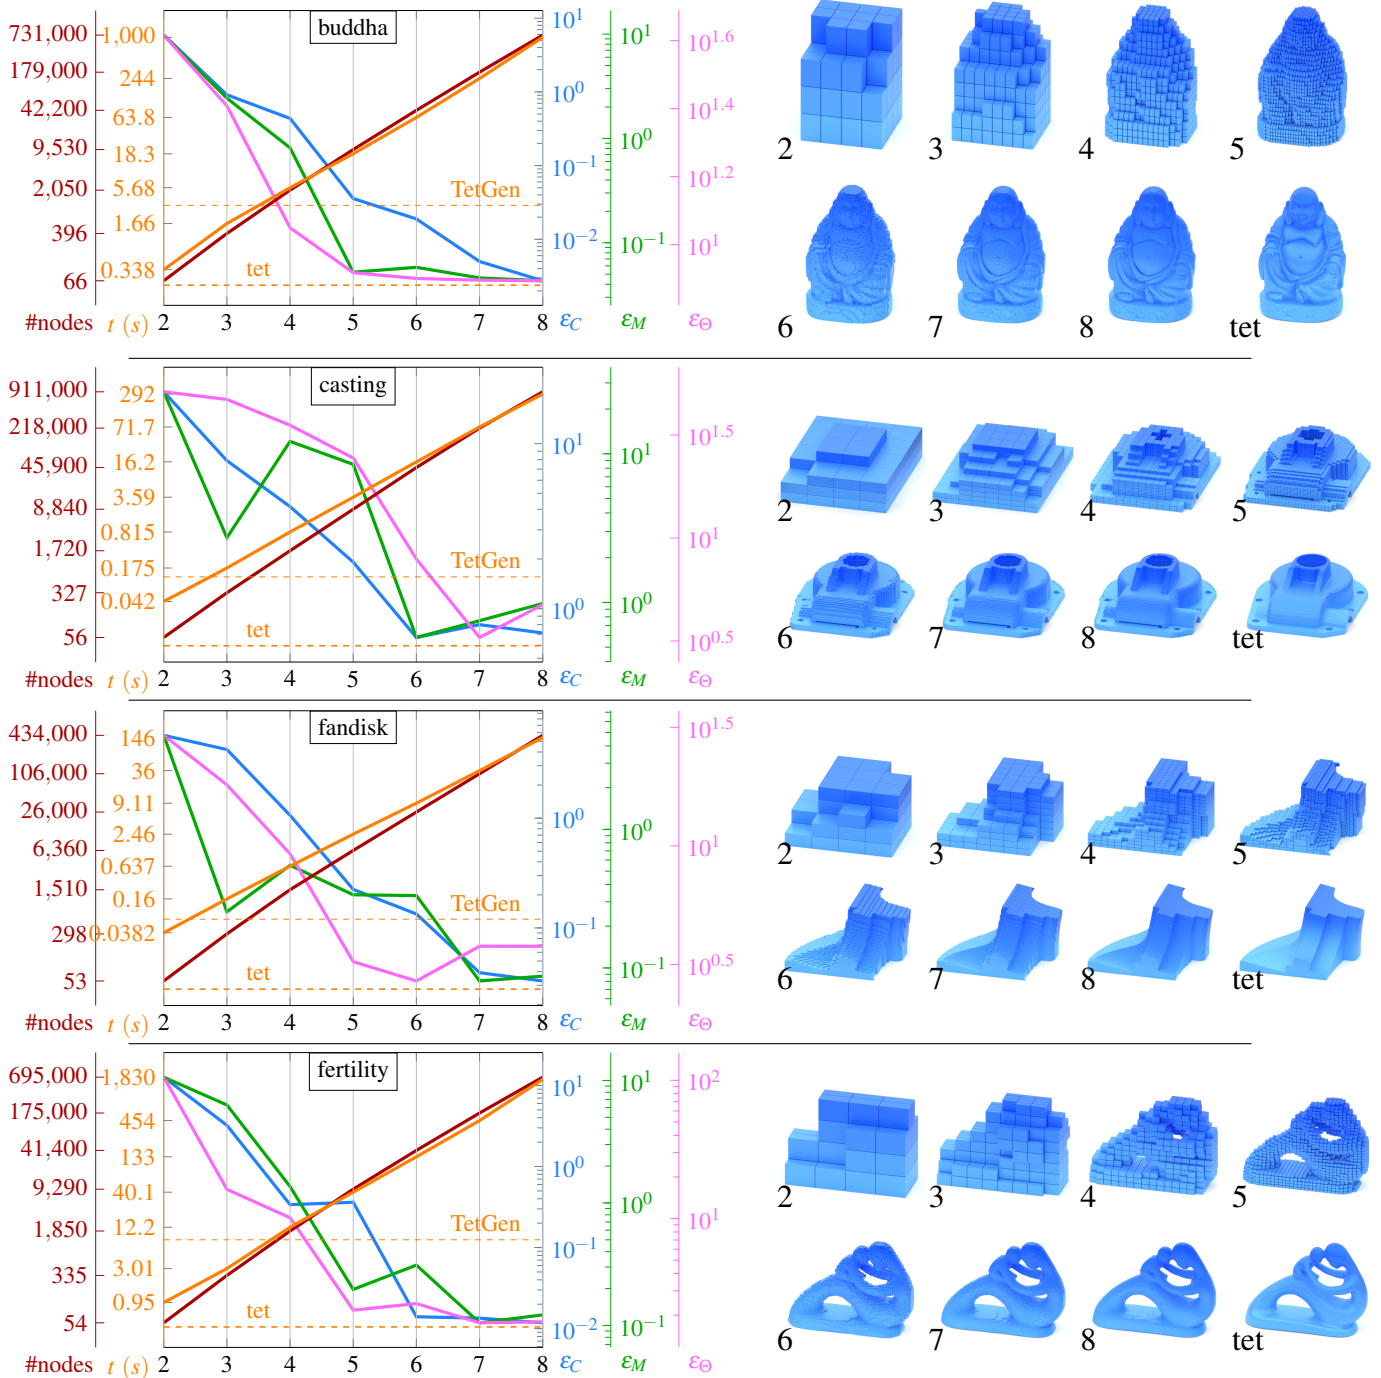 buddha
731,000
179,000
42,200
9,530
2,050
396
66
#nodes
1,000
244
63.8
18.3
5.68
1.66
0.338
t (s)
TetGen
tet
2 3 4 5 6 7 8
10^1
10^0
10^-1
10^-2
ε_C
10^1
10^0
10^-1
ε_M
10^1.6
10^1.4
10^1.2
10^1
ε_Θ
2 3 4 5
6 7 8 tet
casting
911,000
218,000
45,900
8,840
1,720
327
56
#nodes
292
71.7
16.2
3.59
0.815
0.175
0.042
t (s)
TetGen
tet
2 3 4 5 6 7 8
10^1
10^0
ε_C
10^1
10^0
ε_M
10^1.5
10^1
10^0.5
ε_Θ
2 3 4 5
6 7 8 tet
fandisk
434,000
106,000
26,000
6,360
1,510
298
53
#nodes
146
36
9.11
2.46
0.637
0.16
0.0382
t (s)
TetGen
tet
2 3 4 5 6 7 8
10^0
10^-1
ε_C
10^0
10^-1
ε_M
10^1.5
10^1
10^0.5
ε_Θ
2 3 4 5
6 7 8 tet
fertility
695,000
175,000
41,400
9,290
1,850
335
54
#nodes
1,830
454
133
40.1
12.2
3.01
0.95
t (s)
TetGen
tet
2 3 4 5 6 7 8
10^1
10^0
10^-1
10^-2
ε_C
10^1
10^0
10^-1
ε_M
10^2
10^1
ε_Θ
2 3 4 5
6 7 8 tet